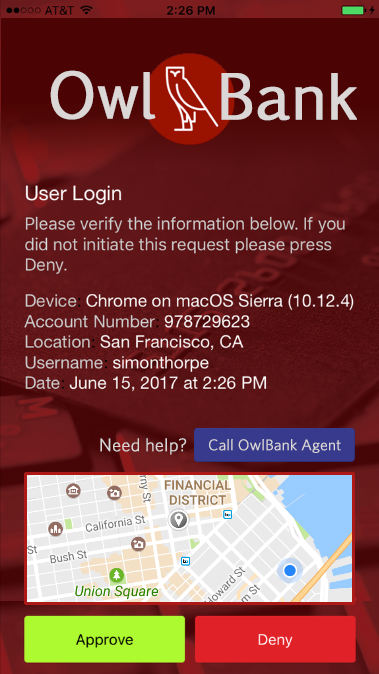 AT&T 2:26 PM
Owl Bank
User Login
Please verify the information below. If you
did not initiate this request please press
Deny.
Device: Chrome on macOS Sierra (10.12.4)
Account Number: 978729623
Location: San Francisco, CA
Username: simonthorpe
Date: June 15, 2017 at 2:26 PM
Need help? Call OwlBank Agent
FINANCIAL
DISTRICT
California St
St
Bush St
Union Square
Howard St
Approve Deny